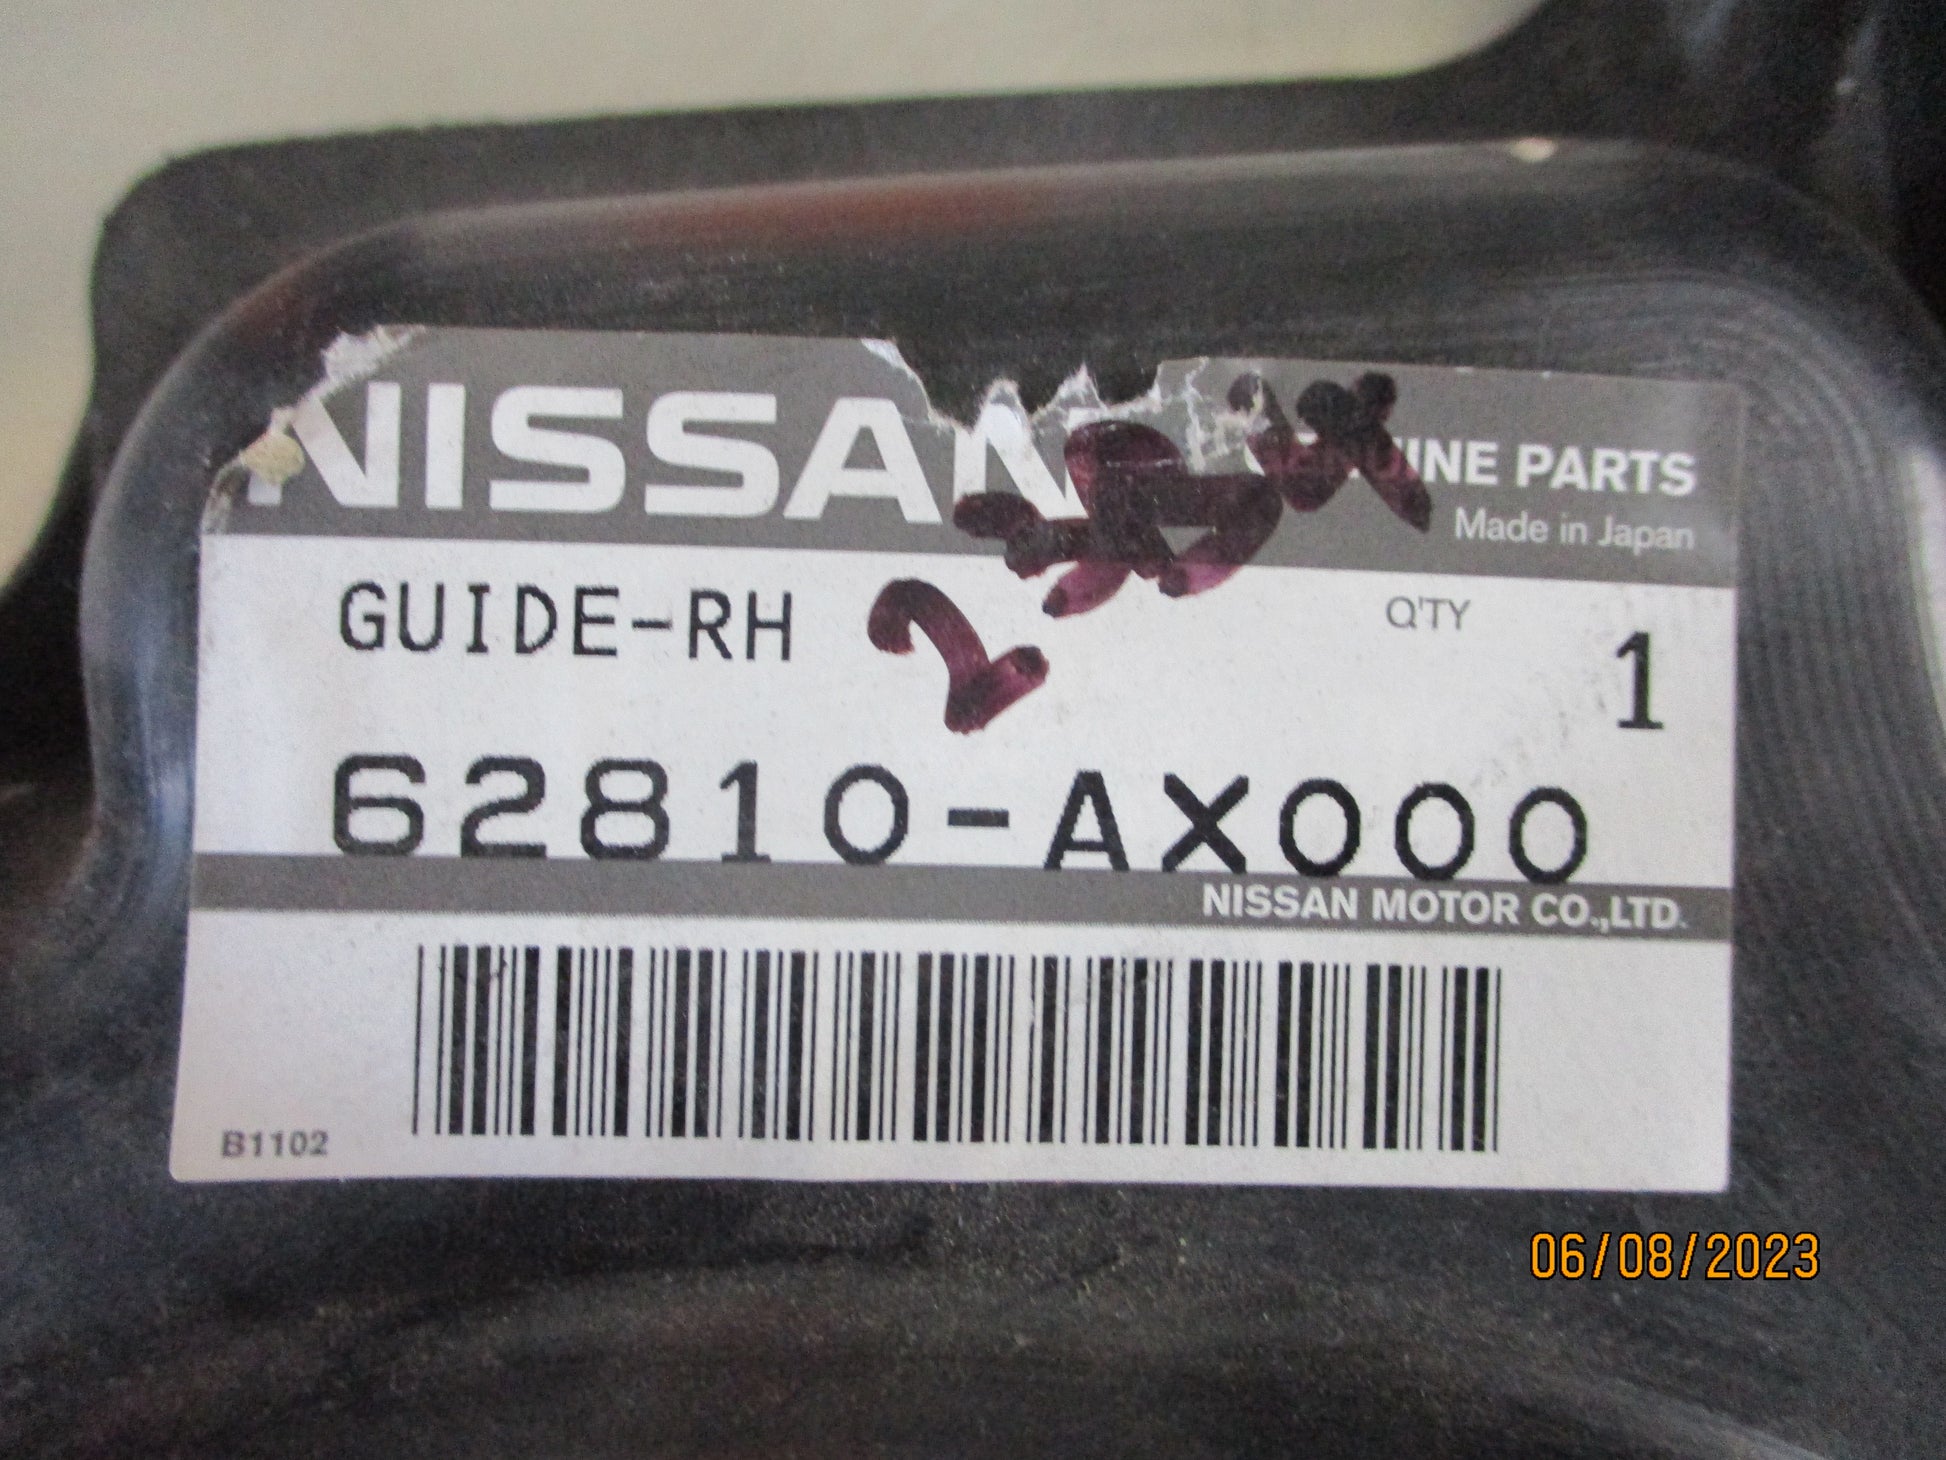 NISSAN
GENUINE PARTS
Made in Japan
GUIDE-RH
Q'TY
1
62810-AX000
NISSAN MOTOR CO.,LTD.
B1102
06/08/2023